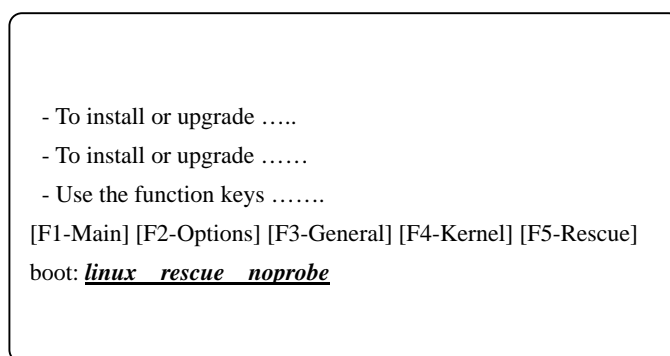 - To install or upgrade …..
- To install or upgrade ……
- Use the function keys …….
[F1-Main] [F2-Options] [F3-General] [F4-Kernel] [F5-Rescue]
boot: linux rescue noprobe